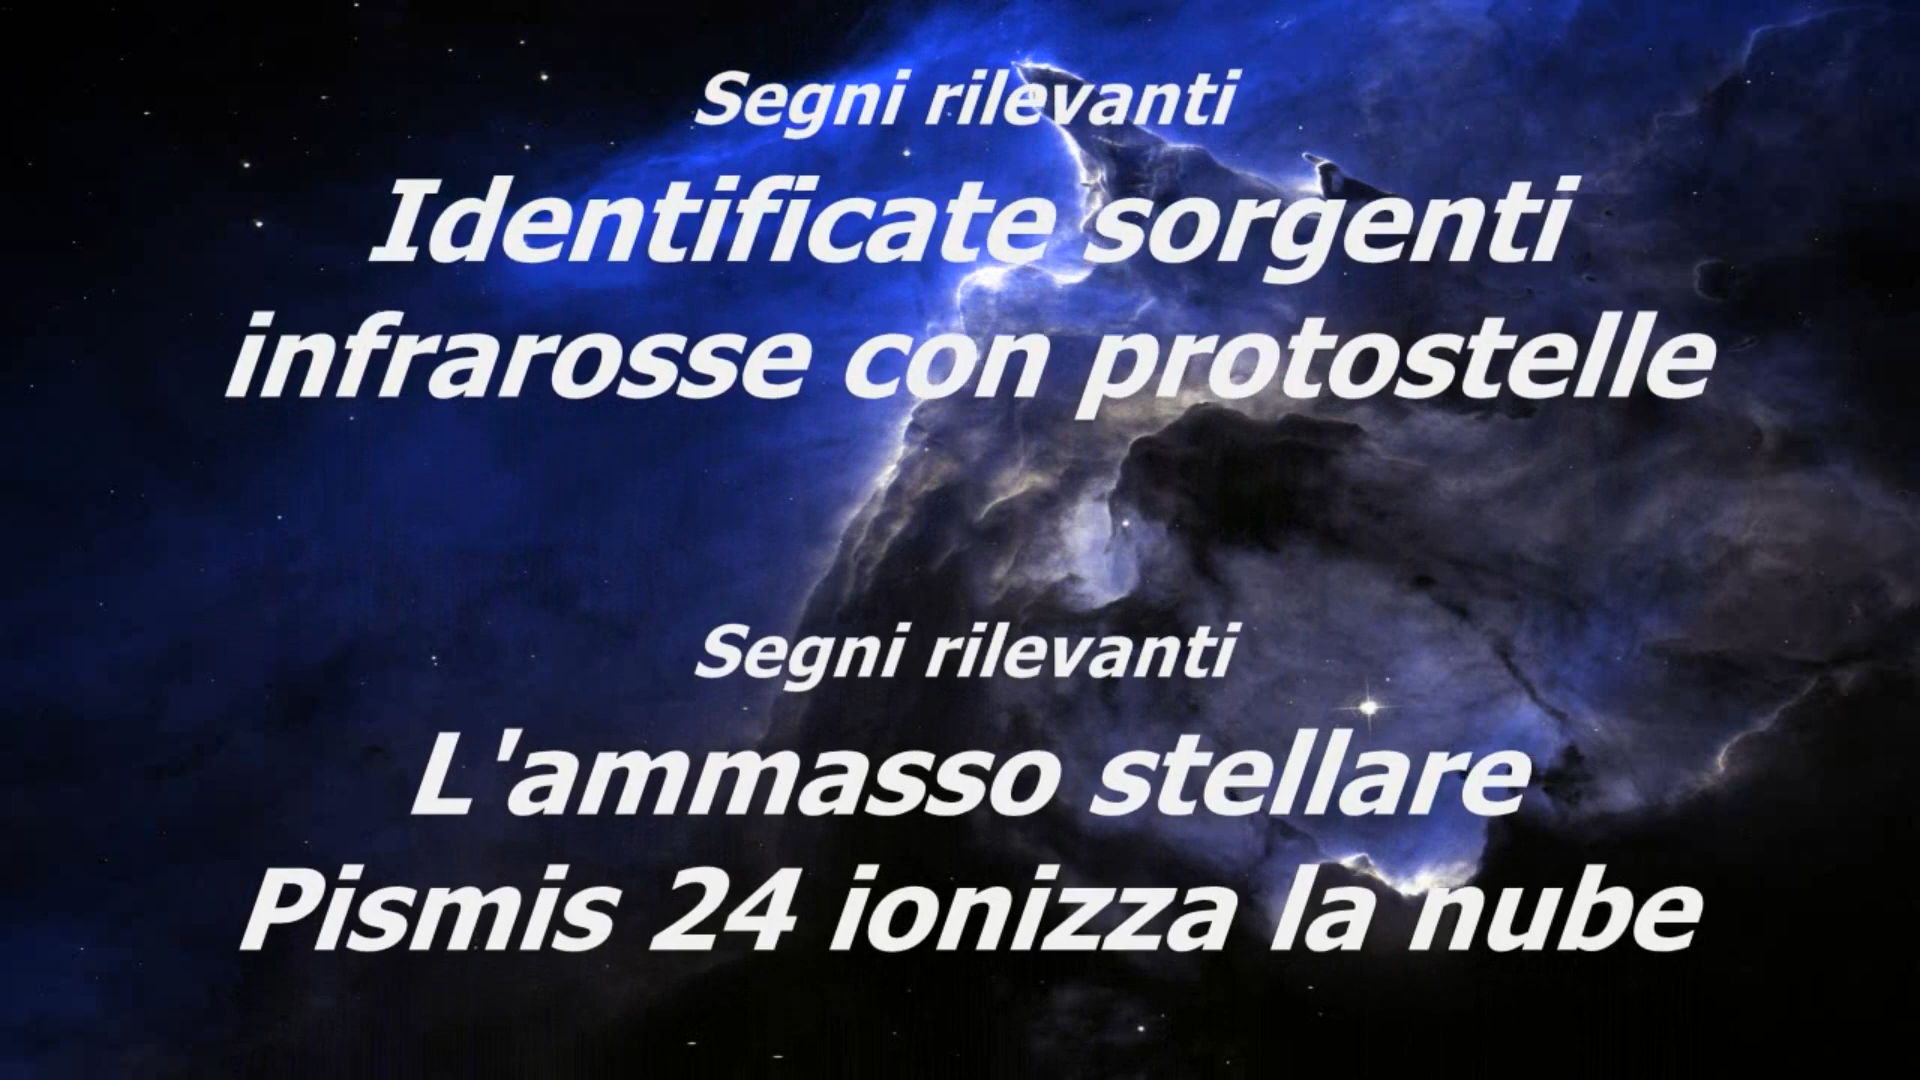 Segni rilevanti
Identificate sorgenti
infrarosse con protostelle
Segni rilevanti
L'ammasso stellare
Pismis 24 ionizza la nube